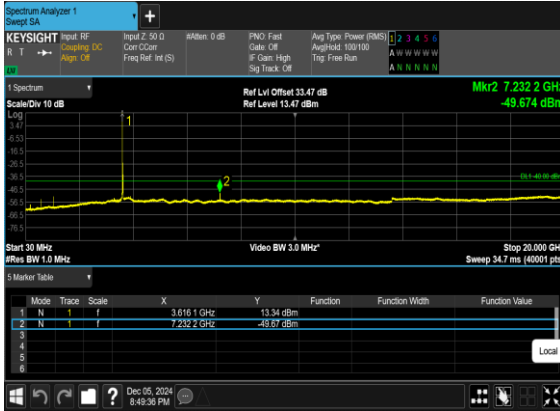 Spectrum Analyzer 1
Swept SA
KEYSIGHT Input: RF Input Z: 50 Ω #Atten: 0 dB PNO: Fast Avg Type: Power (RMS) 1 2 3 4 5 6
R T Coupling: DC Corr CCorr Gate: Off Avg|Hold: 100/100 A W W W W W
Align: Off Freq Ref: Int (S) IF Gain: High Trig: Free Run
Sig Track: Off A N N N N N
1 Spectrum
Scale/Div 10 dB
Ref Lvl Offset 33.47 dB
Ref Level 13.47 dBm
Mkr2 7.232 2 GHz
-49.674 dBm
Log
3.47
-6.53
-16.5
-26.5
-36.5
-46.5
-56.5
-66.5
-76.5
1
2
DL1 -40.00 dBm
Start 30 MHz Video BW 3.0 MHz* Stop 20.000 GH
#Res BW 1.0 MHz Sweep 34.7 ms (40001 pts
5 Marker Table
Mode Trace Scale X Y Function Function Width Function Value
1 N 1 f 3.616 1 GHz 13.34 dBm
2 N 1 f 7.232 2 GHz -49.67 dBm
3
4
5
6
Local
? Dec 05, 2024
8:49:36 PM